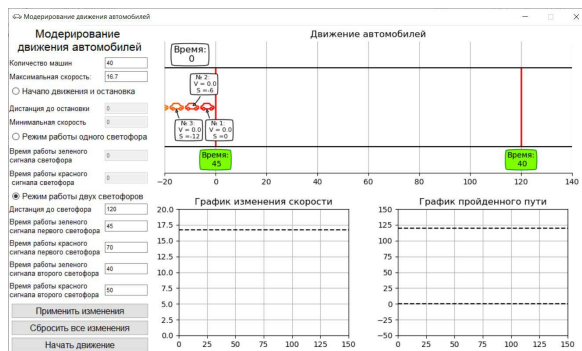 Модерирование движения автомобилей
Модерирование
движения автомобилей
Количество машин 40
Максимальная скорость: 16.7
Начало движения и остановка
Дистанция до остановки 0
Минимальная скорость 0
Режим работы одного светофора
Время работы зеленого
сигнала светофора 0
Время работы красного
сигнала светофора 0
Режим работы двух светофоров
Дистанция до светофора 120
Время работы зеленого
сигнала первого светофора 45
Время работы красного
сигнала первого светофора 70
Время работы зеленого
сигнала второго светофора 40
Время работы красного
сигнала второго светофора 50
Применить изменения
Сбросить все изменения
Начать движение
Движение автомобилей
Время:
0
№ 2:
V = 0.0
S =-6
№ 3:
V = 0.0
S =-12
№ 1:
V = 0.0
S =0
Время:
45
Время:
40
−20 0 20 40 60 80 100 120 140
График изменения скорости
20.0
17.5
15.0
12.5
10.0
7.5
5.0
2.5
0.0
0 25 50 75 100 125 150
График пройденного пути
150
125
100
75
50
25
0
−25
−50
0 25 50 75 100 125 150